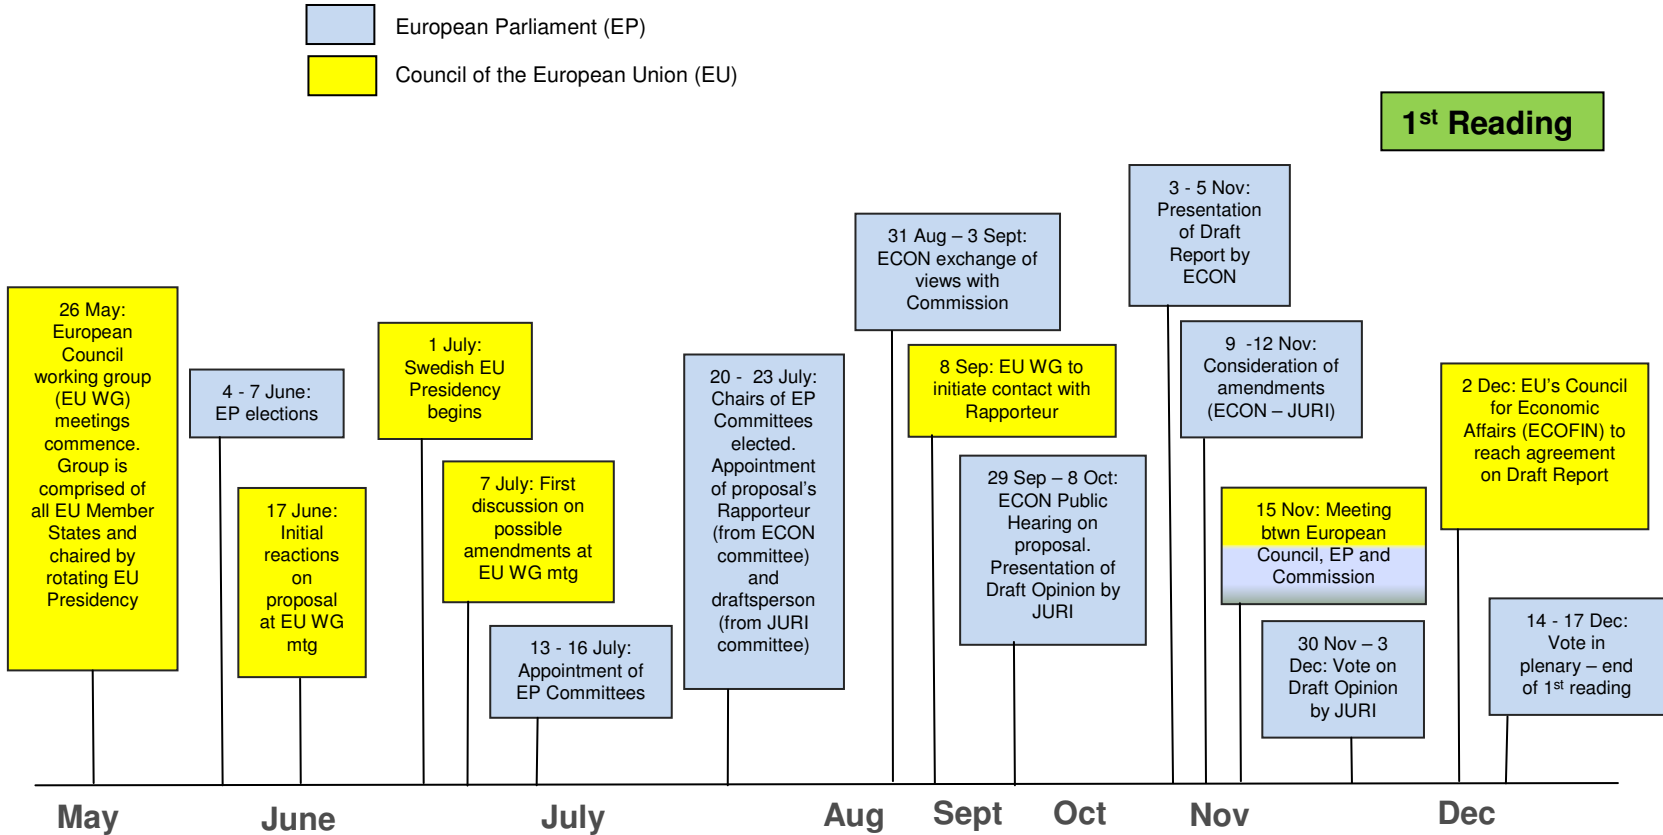 European Parliament (EP)
Council of the European Union (EU)
1st Reading
26 May:
European
Council
working group
(EU WG)
meetings
commence.
Group is
comprised of
all EU Member
States and
chaired by
rotating EU
Presidency
4 - 7 June:
EP elections
17 June:
Initial
reactions
on
proposal
at EU WG
mtg
1 July:
Swedish EU
Presidency
begins
7 July: First
discussion on
possible
amendments at
EU WG mtg
13 - 16 July:
Appointment of
EP Committees
20 - 23 July:
Chairs of EP
Committees
elected.
Appointment
of proposal's
Rapporteur
(from ECON
committee)
and
draftsperson
(from JURI
committee)
31 Aug – 3 Sept:
ECON exchange of
views with
Commission
8 Sep: EU WG to
initiate contact with
Rapporteur
29 Sep – 8 Oct:
ECON Public
Hearing on
proposal.
Presentation of
Draft Opinion by
JURI
3 - 5 Nov:
Presentation
of Draft
Report by
ECON
9 -12 Nov:
Consideration of
amendments
(ECON – JURI)
15 Nov: Meeting
btwn European
Council, EP and
Commission
30 Nov – 3
Dec: Vote on
Draft Opinion
by JURI
2 Dec: EU's Council
for Economic
Affairs (ECOFIN) to
reach agreement
on Draft Report
14 - 17 Dec:
Vote in
plenary – end
of 1st reading
May
June
July
Aug
Sept
Oct
Nov
Dec